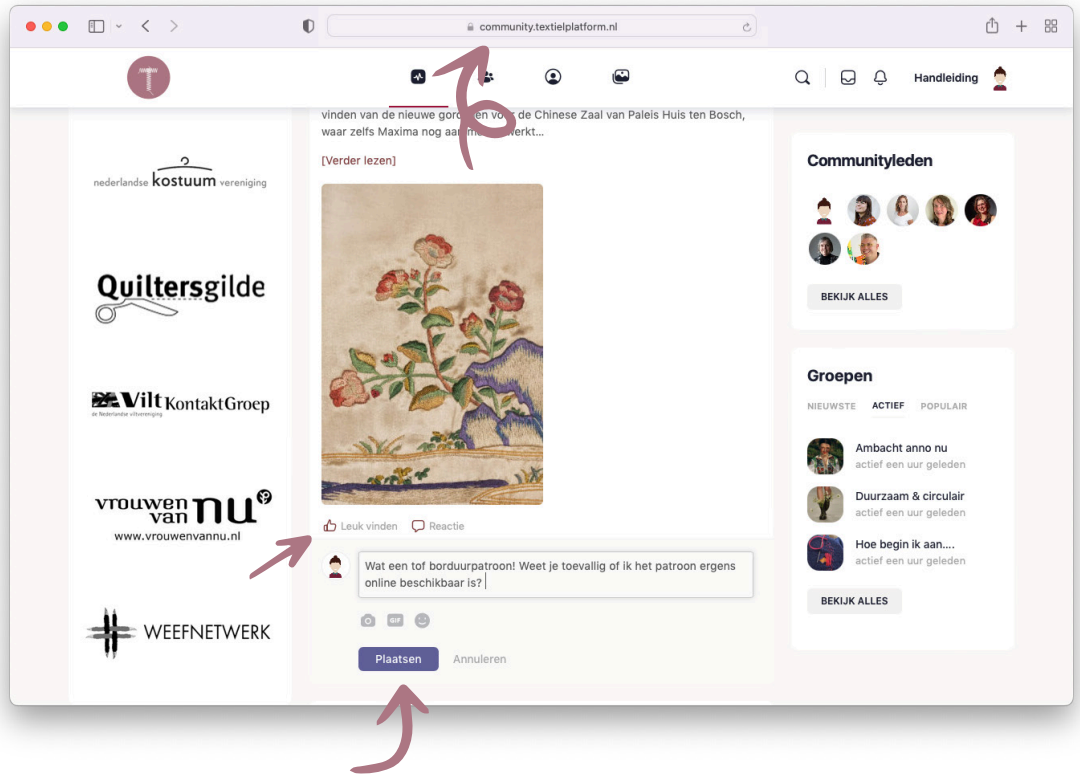 community.textielplatform.nl
T
Handleiding
nederlandse kostuum vereniging
Quiltersgilde
Vilt KontaktGroep
de Nederlandse viltvereniging
vrouwen van nu
www.vrouwenvannu.nl
WEEFNETWERK
vinden van de nieuwe voor de Chinese Zaal van Paleis Huis ten Bosch,
waar zelfs Maxima nog
[Verder lezen]
Leuk vinden Reactie
Wat een tof borduurpatroon! Weet je toevallig of ik het patroon ergens
online beschikbaar is?
GIF
Plaatsen Annuleren
Communityleden
BEKIJK ALLES
Groepen
NIEUWSTE ACTIEF POPULAIR
Ambacht anno nu
actief een uur geleden
Duurzaam & circulair
actief een uur geleden
Hoe begin ik aan....
actief een uur geleden
BEKIJK ALLES